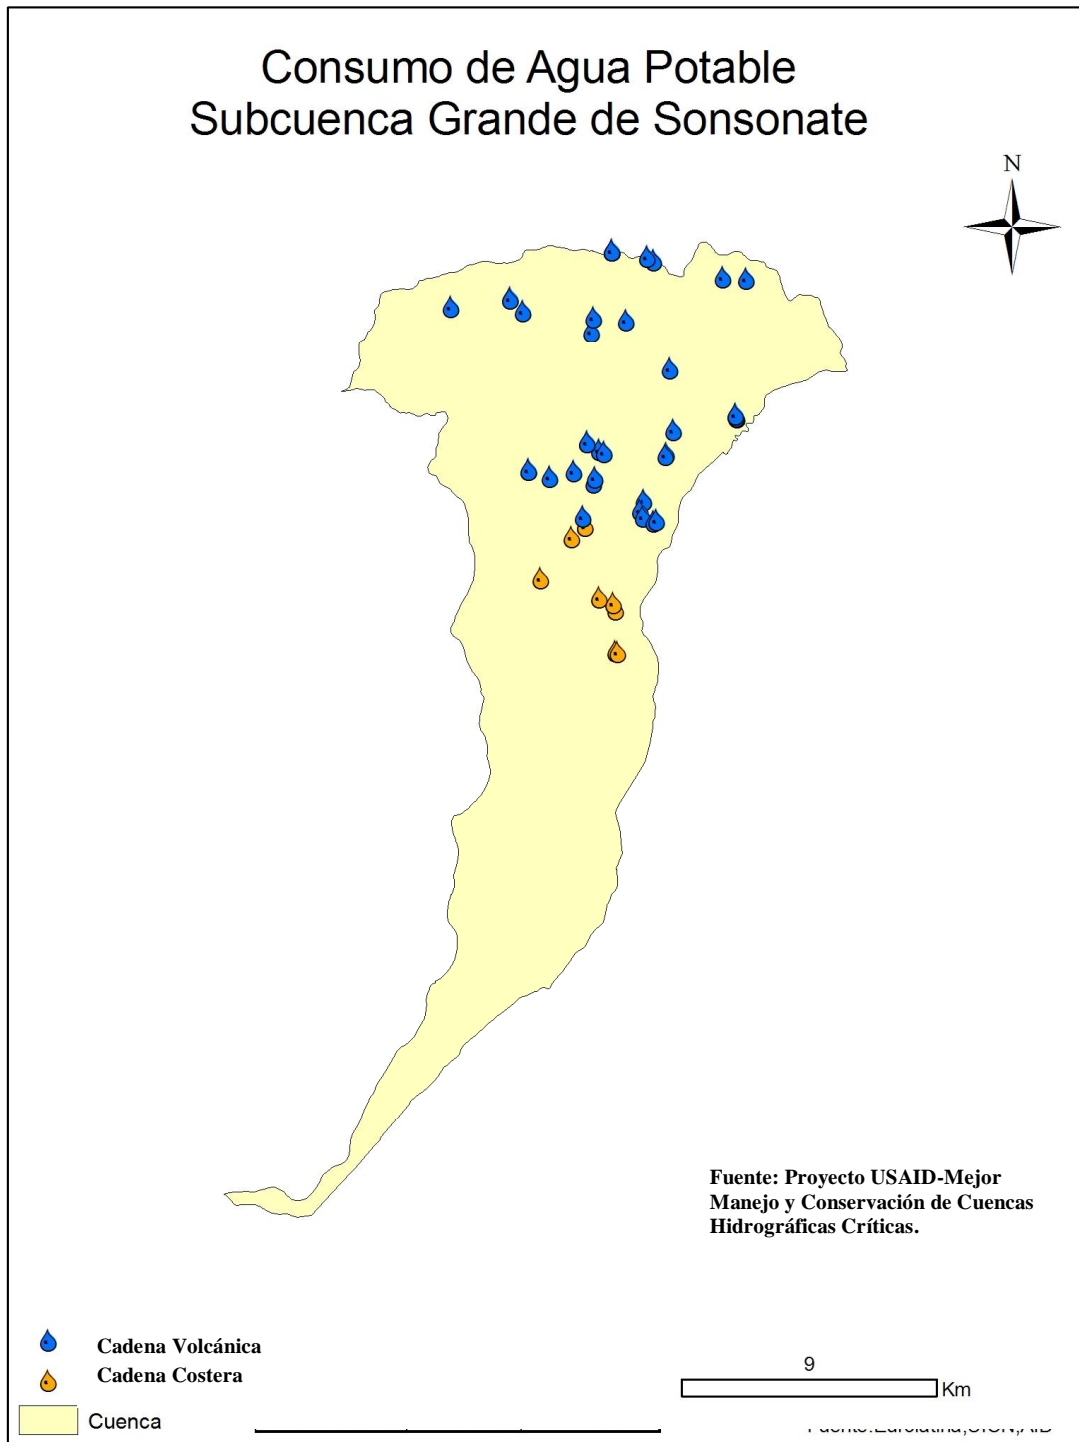 Consumo de Agua Potable
Subcuenca Grande de Sonsonate
N
Fuente: Proyecto USAID-Mejor
Manejo y Conservación de Cuencas
Hidrográficas Críticas.
Cadena Volcánica
Cadena Costera
Cuenca
9
Km